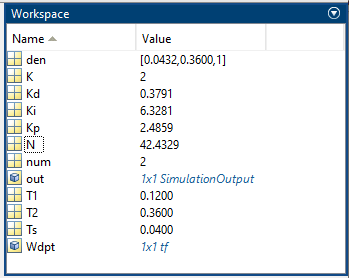 Workspace
Name Value
den [0.0432,0.3600,1]
K 2
Kd 0.3791
Ki 6.3281
Kp 2.4859
N 42.4329
num 2
out 1x1 SimulationOutput
T1 0.1200
T2 0.3600
Ts 0.0400
Wdpt 1x1 tf